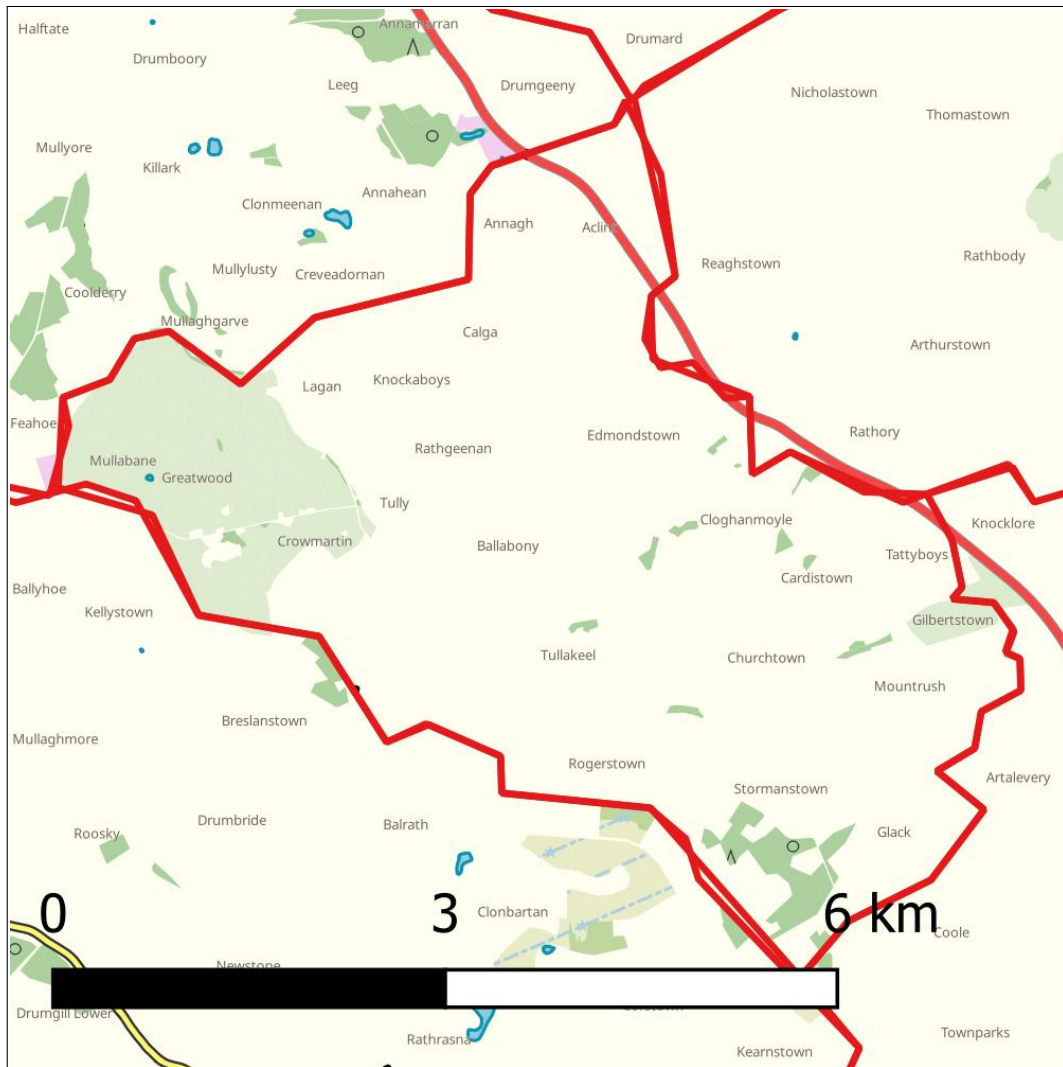 Halftate
Annamarran
Drumard
Drumboory
Leeg
Drumgeeny
Nicholastown
Thomastown
Mullyore
Killark
Annahean
Clonmeenan
Annagh
Rathbody
Reaghstown
Mullylusty
Creveadornan
Coolderry
Mullaghgarve
Calga
Arthurstown
Lagan
Knockaboys
Feahoe
Edmondstown
Rathory
Rathgeenan
Mullabane
Greatwood
Tully
Cloghanmoyle
Knocklore
Crowmartin
Ballabony
Tattyboys
Cardistown
Ballyhoe
Kellystown
Gilbertstown
Tullakeel
Churchtown
Mountrush
Breslanstown
Mullaghmore
Rogerstown
Artalevery
Stormanstown
Drumbride
Balrath
Roosky
Glack
Clonbartan
0 3 6 km
Coole
Newstone
Drumgill Lower
Rathrasna
Townparks
Kearnstown